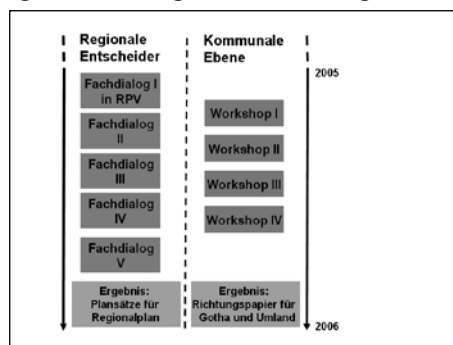 Regionale
Entscheider
Fachdialog I
in RPV
Fachdialog
II
Fachdialog
III
Fachdialog
IV
Fachdialog
V
Ergebnis:
Plansätze für
Regionalplan
Kommunale
Ebene
Workshop I
Workshop II
Workshop III
Workshop IV
Ergebnis:
Richtungspapier für
Gotha und Umland
2005
2006